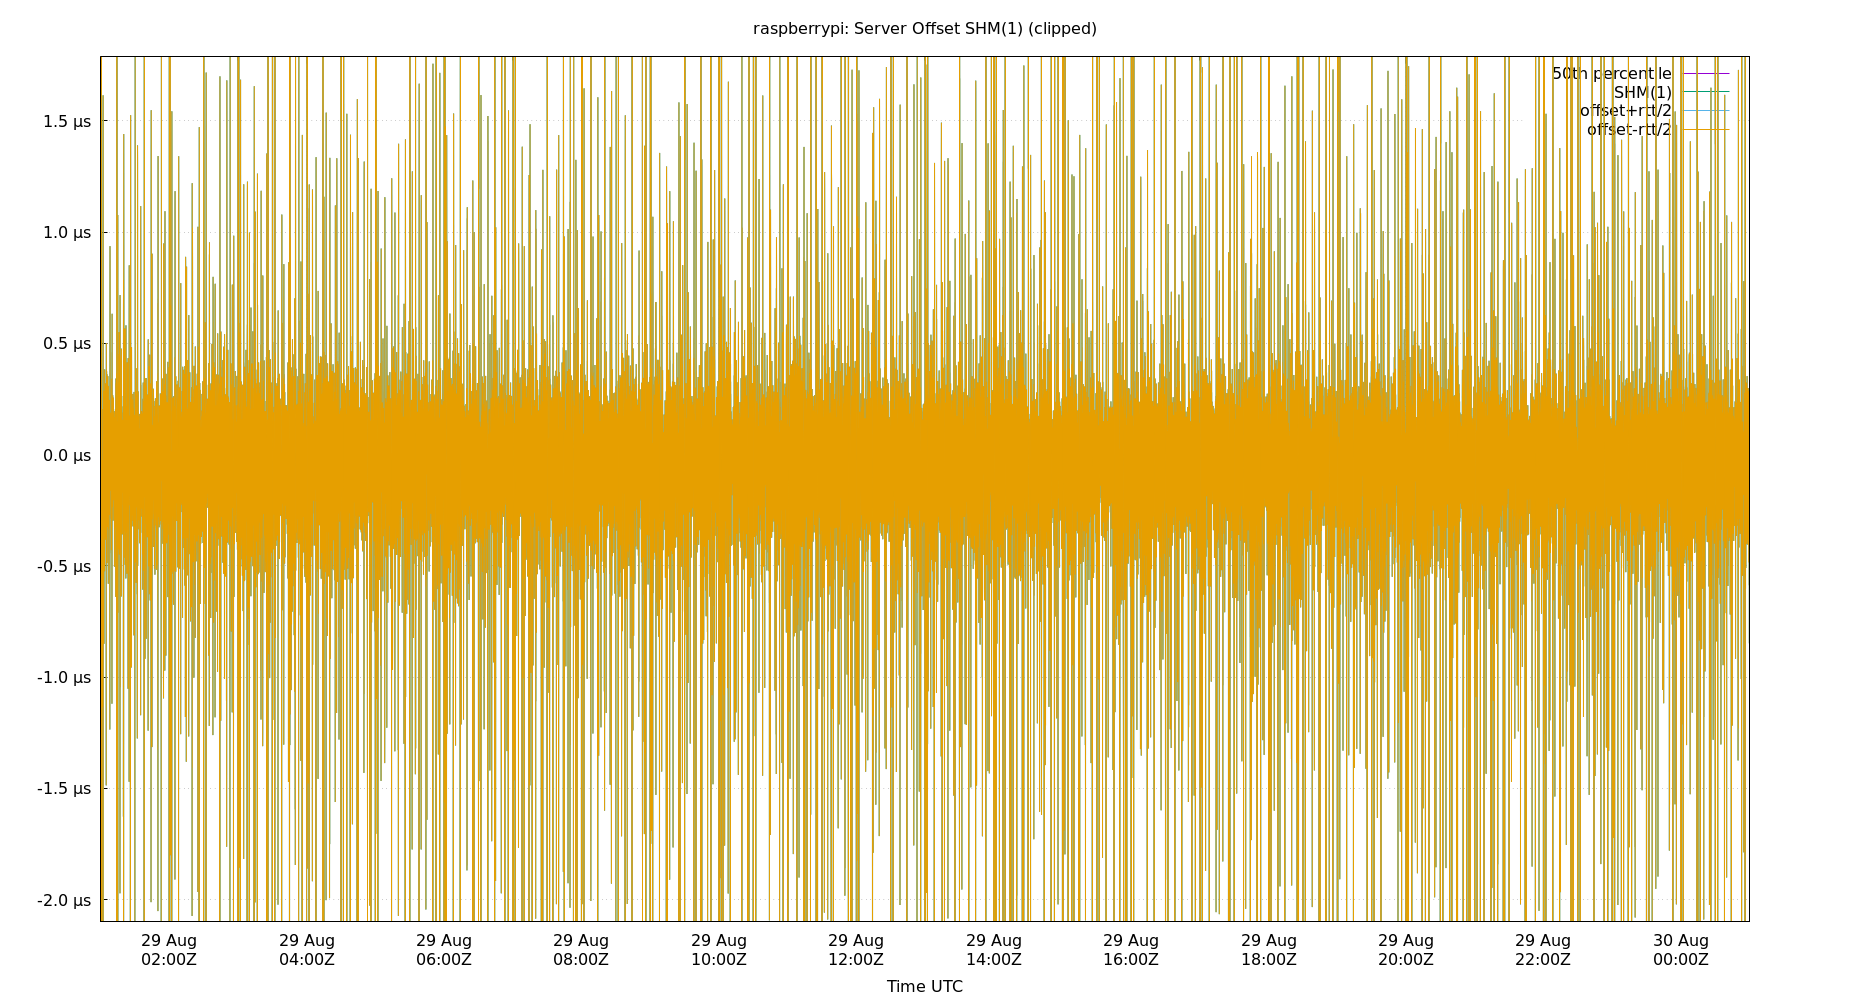 raspberrypi: Server Offset SHM(1) (clipped)
50th percentile
SHM(1)
offset+rtt/2
offset-rtt/2
1.5 µs
1.0 µs
0.5 µs
0.0 µs
-0.5 µs
-1.0 µs
-1.5 µs
-2.0 µs
29 Aug 29 Aug 29 Aug 29 Aug 29 Aug 29 Aug 29 Aug 29 Aug 29 Aug 29 Aug 29 Aug 30 Aug
02:00Z 04:00Z 06:00Z 08:00Z 10:00Z 12:00Z 14:00Z 16:00Z 18:00Z 20:00Z 22:00Z 00:00Z
Time UTC